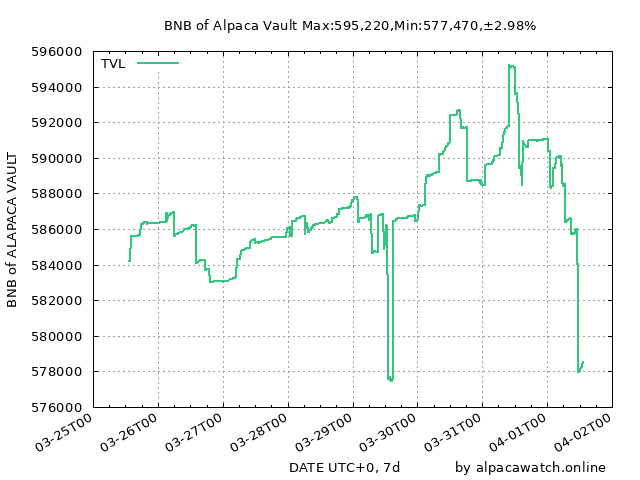 BNB of Alpaca Vault Max:595,220,Min:577,470,±2.98%
596000
TVL
594000
592000
590000
588000
586000
584000
582000
580000
578000
576000
BNB of ALAPACA VAULT
03-25T00
03-26T00
03-27T00
03-28T00
03-29T00
03-30T00
03-31T00
04-01T00
04-02T00
DATE UTC+0, 7d
by alpacawatch.online